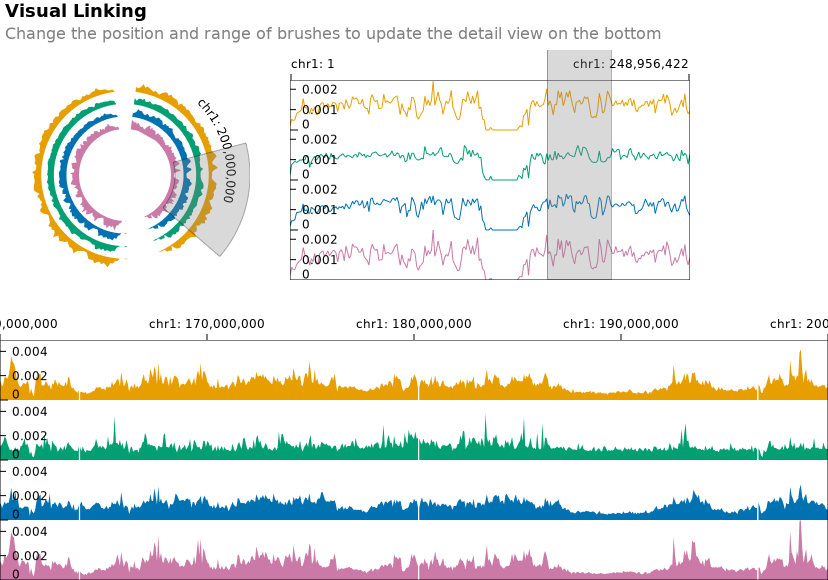 Visual Linking
Change the position and range of brushes to update the detail view on the bottom
chr1: 200,000,000
chr1: 1
chr1: 248,956,422
0.002
0.001
0
0.002
0.001
0
0.002
0.001
0
0.002
0.001
0
0,000,000
chr1: 170,000,000
chr1: 180,000,000
chr1: 190,000,000
chr1: 200
0.004
0.002
0
0.004
0.002
0
0.004
0.002
0
0.004
0.002
0